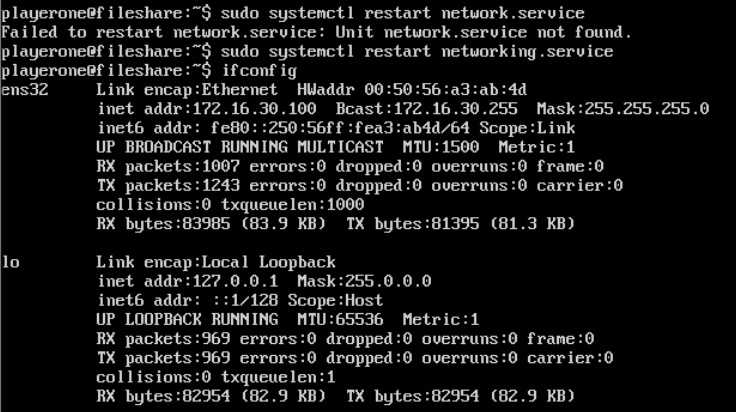 playerone@fileshare:~$ sudo systemctl restart network.service
Failed to restart network.service: Unit network.service not found.
playerone@fileshare:~$ sudo systemctl restart networking.service
playerone@fileshare:~$ ifconfig
ens32     Link encap:Ethernet  HWaddr 00:50:56:a3:ab:4d
          inet addr:172.16.30.100  Bcast:172.16.30.255  Mask:255.255.255.0
          inet6 addr: fe80::250:56ff:fea3:ab4d/64 Scope:Link
          UP BROADCAST RUNNING MULTICAST  MTU:1500  Metric:1
          RX packets:1007 errors:0 dropped:0 overruns:0 frame:0
          TX packets:1243 errors:0 dropped:0 overruns:0 carrier:0
          collisions:0 txqueuelen:1000
          RX bytes:83985 (83.9 KB)  TX bytes:81395 (81.3 KB)
lo        Link encap:Local Loopback
          inet addr:127.0.0.1  Mask:255.0.0.0
          inet6 addr: ::1/128 Scope:Host
          UP LOOPBACK RUNNING  MTU:65536  Metric:1
          RX packets:969 errors:0 dropped:0 overruns:0 frame:0
          TX packets:969 errors:0 dropped:0 overruns:0 carrier:0
          collisions:0 txqueuelen:1
          RX bytes:82954 (82.9 KB)  TX bytes:82954 (82.9 KB)